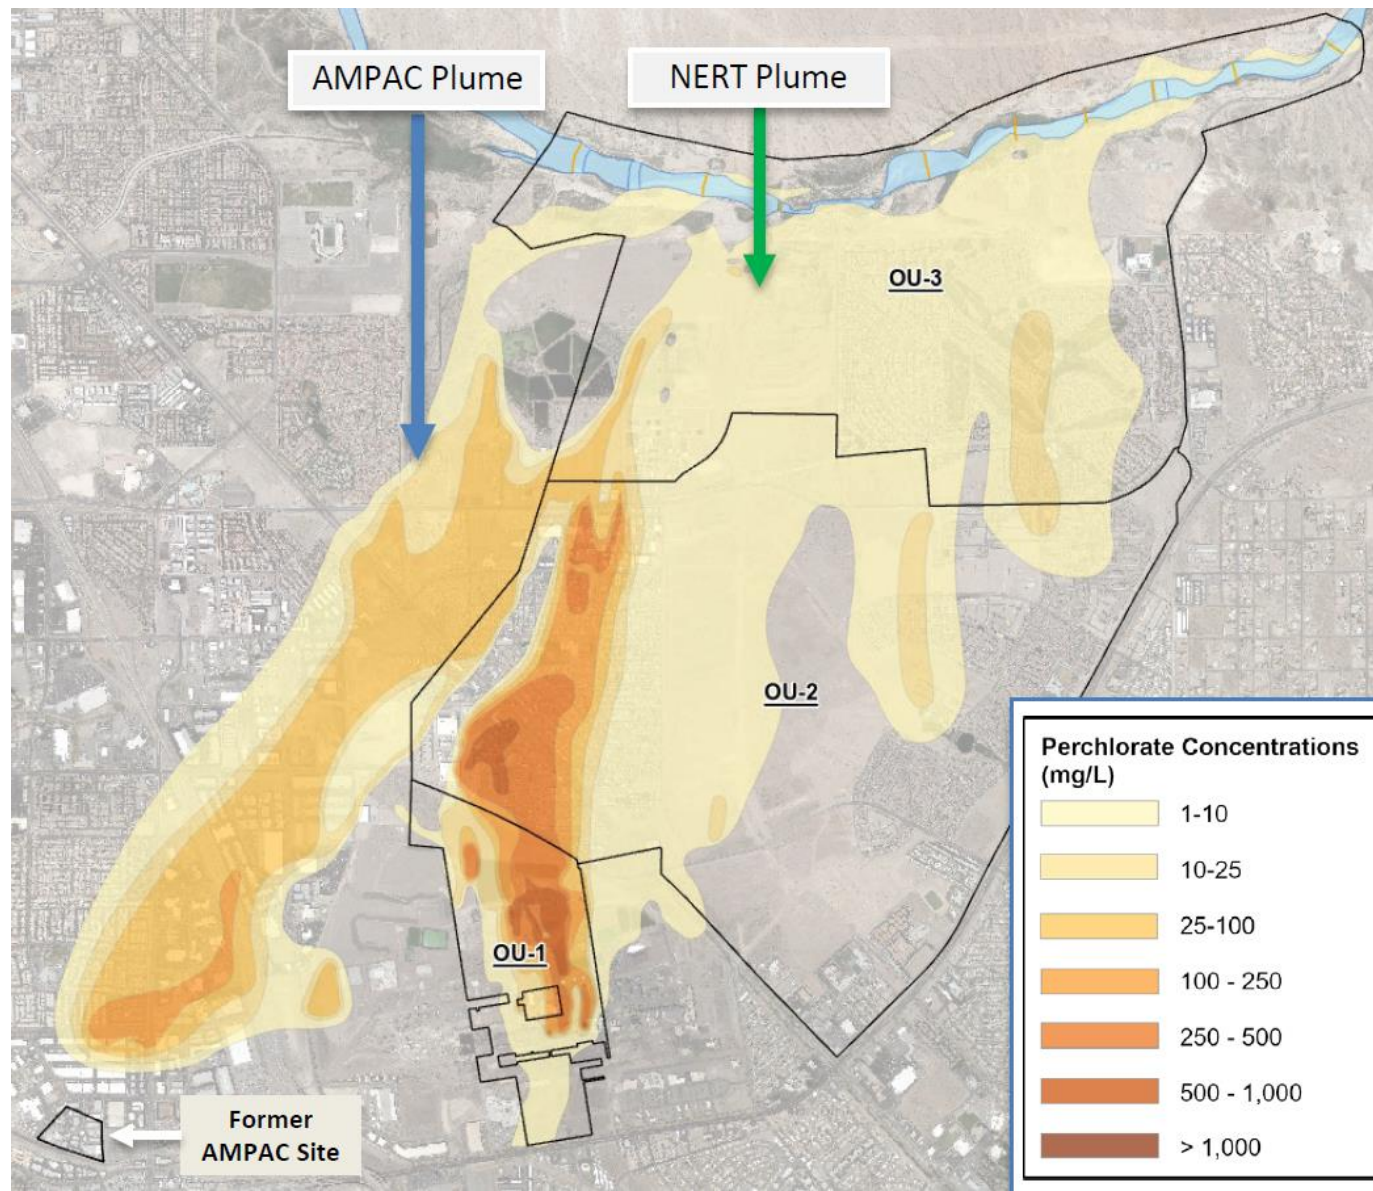 AMPAC Plume
NERT Plume
OU-3
OU-2
OU-1
Former
AMPAC Site
Perchlorate Concentrations
(mg/L)
1-10
10-25
25-100
100 - 250
250 - 500
500 - 1,000
> 1,000